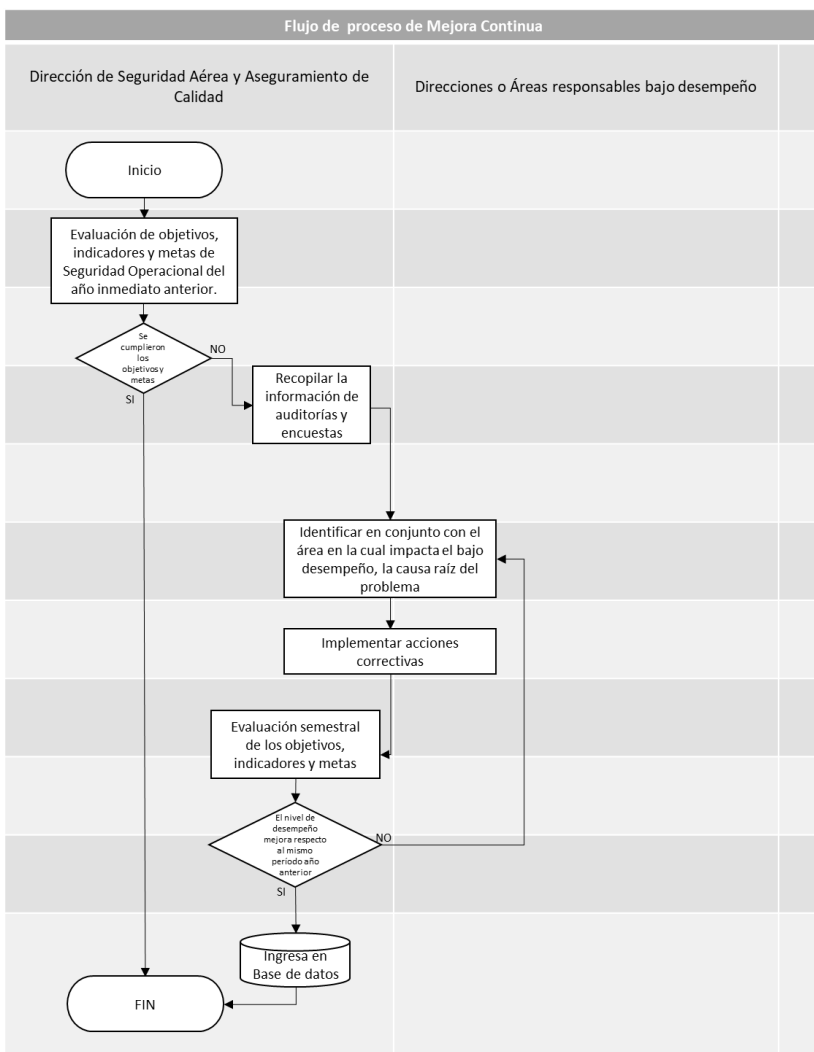 Flujo de proceso de Mejora Continua
Dirección de Seguridad Aérea y Aseguramiento de
Calidad
Direcciones o Áreas responsables bajo desempeño
Inicio
Evaluación de objetivos,
indicadores y metas de
Seguridad Operacional del
año inmediato anterior.
Se
cumplieron
los
objetivos y
metas
NO
SI
Recopilar la
información de
auditorías y
encuestas
Identificar en conjunto con el
área en la cual impacta el bajo
desempeño, la causa raíz del
problema
Implementar acciones
correctivas
Evaluación semestral
de los objetivos,
indicadores y metas
El nivel de
desempeño
mejora respecto
al mismo
período año
anterior
NO
SI
Ingresa en
Base de datos
FIN